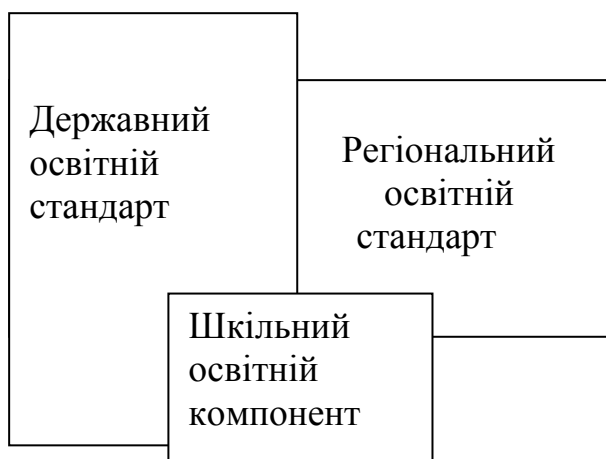 Державний
освітній
стандарт
Регіональний
освітній
стандарт
Шкільний
освітній
компонент